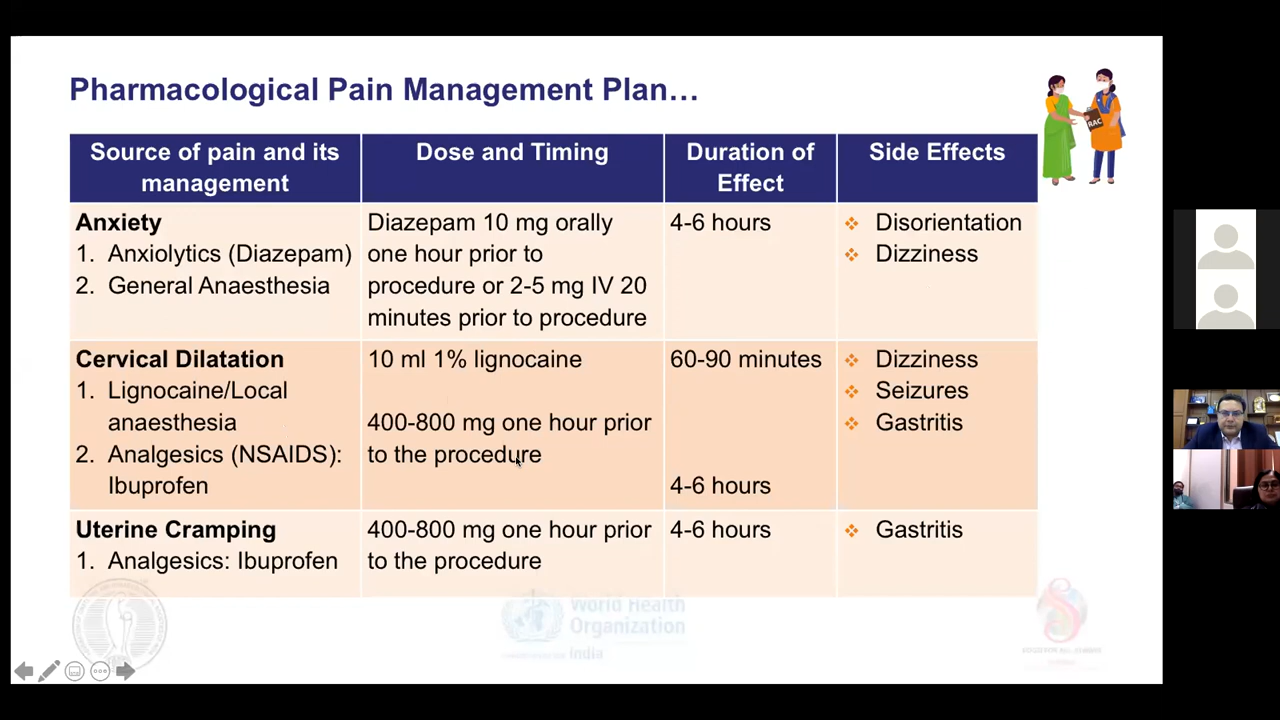 Pharmacological Pain Management Plan…
RAC
Source of pain and its
management
Dose and Timing
Duration of
Effect
Side Effects
Anxiety
1. Anxiolytics (Diazepam)
2. General Anaesthesia
Diazepam 10 mg orally
one hour prior to
procedure or 2-5 mg IV 20
minutes prior to procedure
4-6 hours
Disorientation
Dizziness
Cervical Dilatation
1. Lignocaine/Local
anaesthesia
2. Analgesics (NSAIDS):
Ibuprofen
10 ml 1% lignocaine
400-800 mg one hour prior
to the procedure
60-90 minutes
4-6 hours
Dizziness
Seizures
Gastritis
Uterine Cramping
1. Analgesics: Ibuprofen
400-800 mg one hour prior
to the procedure
4-6 hours
Gastritis
World Health
Organization
India